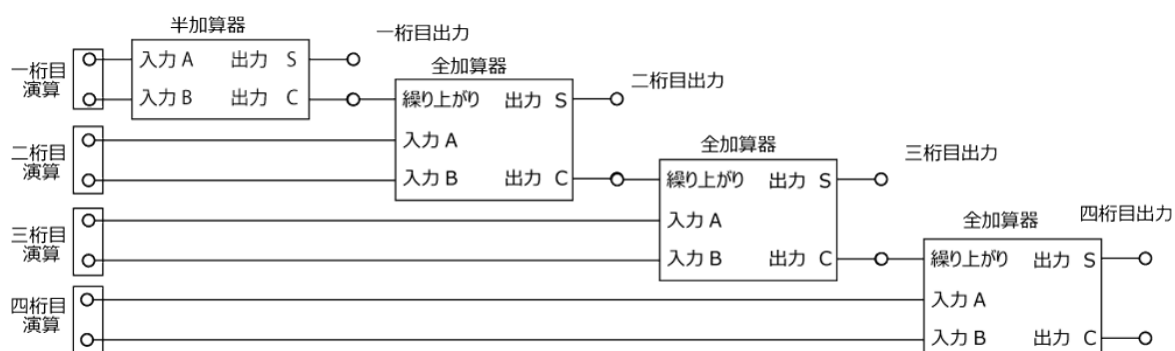 半加算器
一桁目出力
一桁目
演算
入力 A 出力 S
入力 B 出力 C
全加算器
二桁目出力
繰り上がり 出力 S
入力 A
入力 B 出力 C
二桁目
演算
全加算器
三桁目出力
繰り上がり 出力 S
入力 A
入力 B 出力 C
三桁目
演算
全加算器
四桁目出力
繰り上がり 出力 S
入力 A
入力 B 出力 C
四桁目
演算